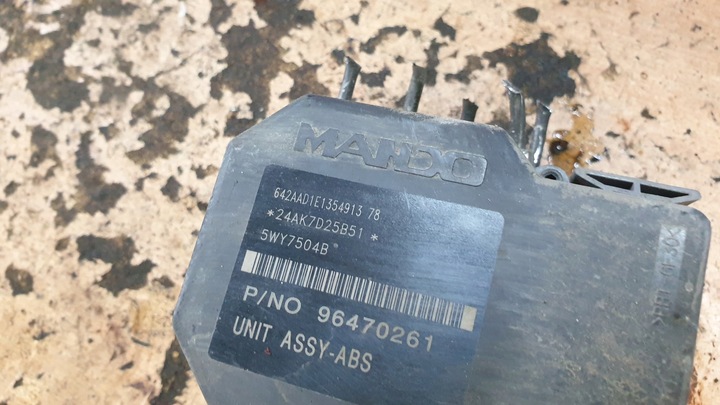 MANDO
642AAD1E1354913 78
*24AK7D25B51 *
5WY7504B
P/NO 96470261
UNIT ASSY-ABS